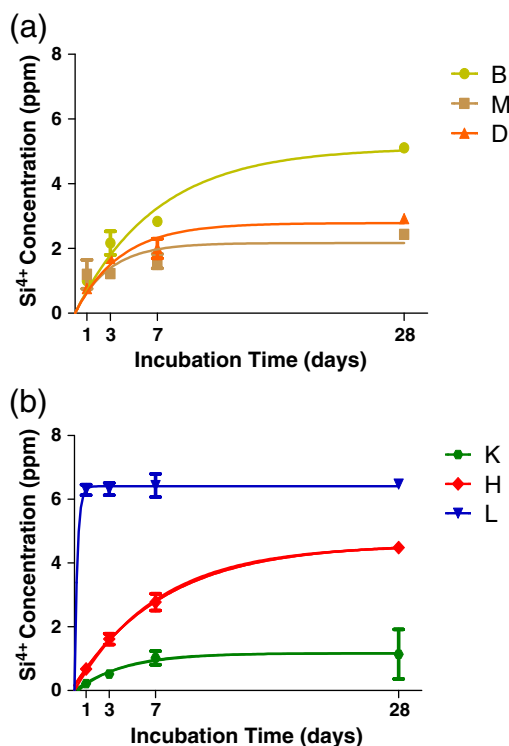 (a)
Si⁴⁺ Concentration (ppm)
8
6
4
2
0
1 3 7 28
Incubation Time (days)
B
M
D
(b)
Si⁴⁺ Concentration (ppm)
8
6
4
2
0
1 3 7 28
Incubation Time (days)
K
H
L